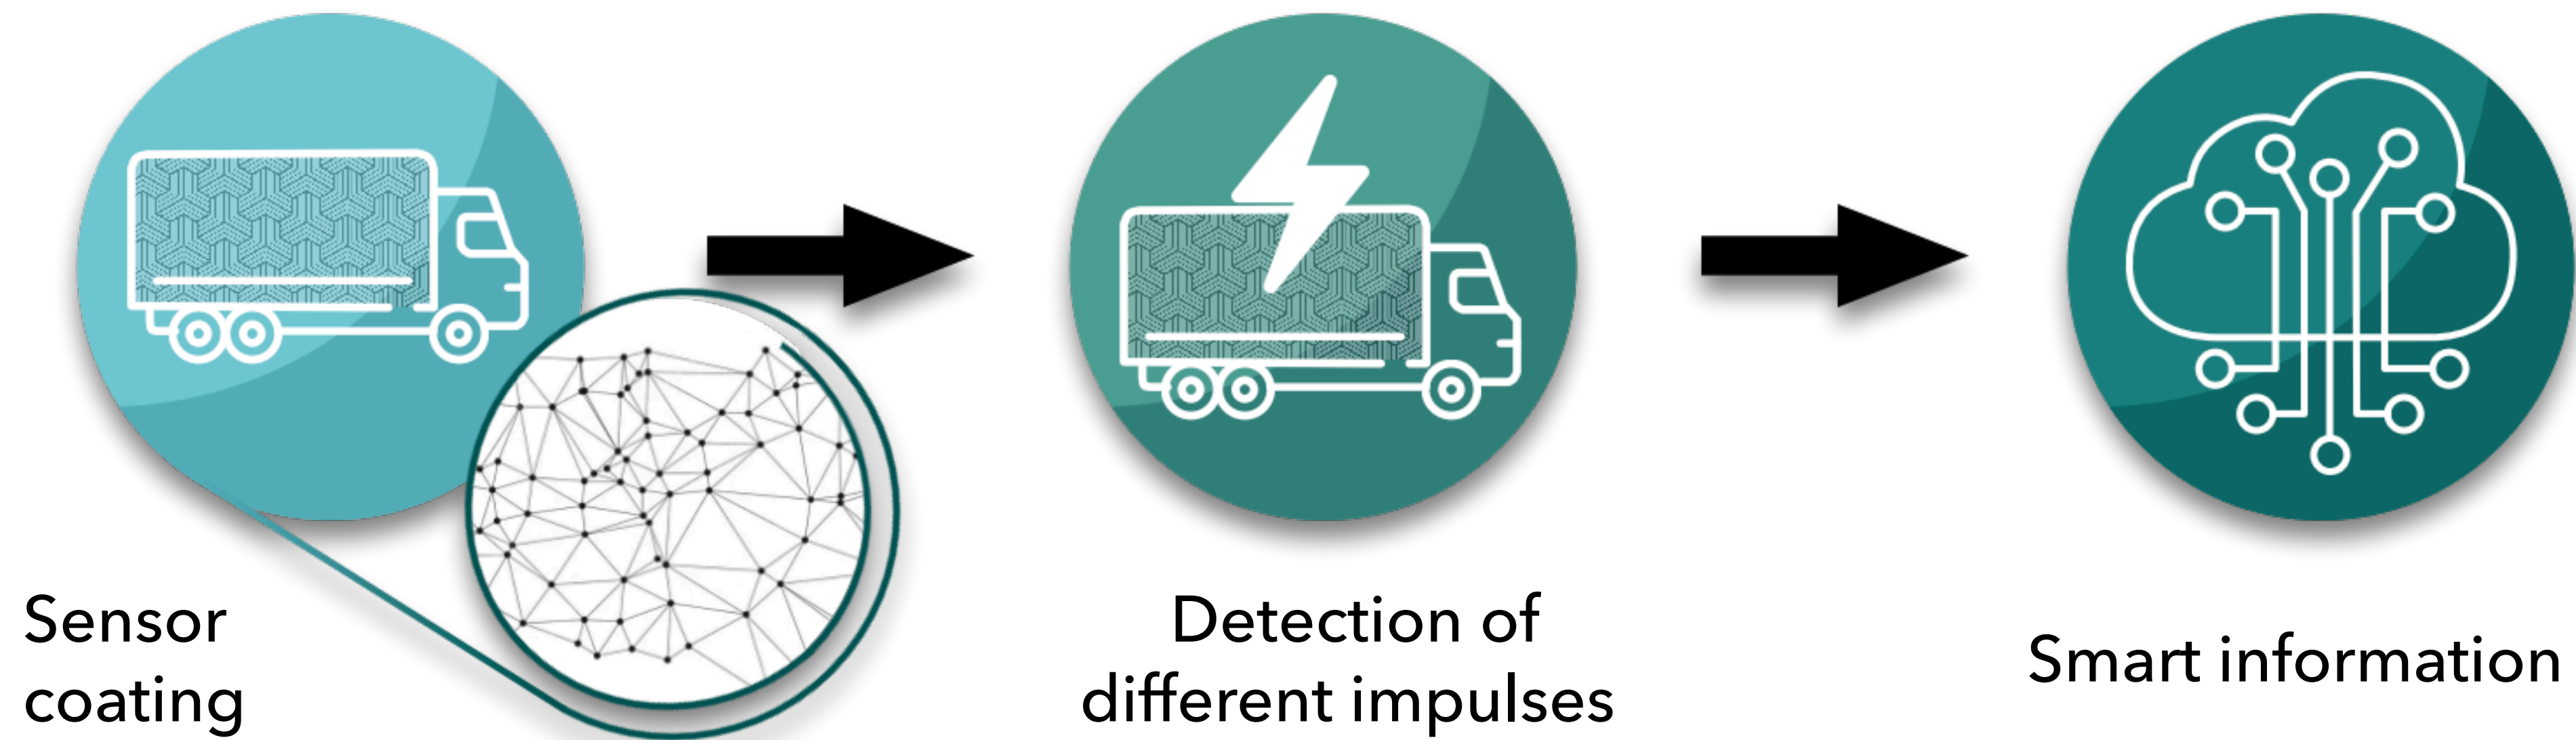 Sensor
coating
Detection of
different impulses
Smart information